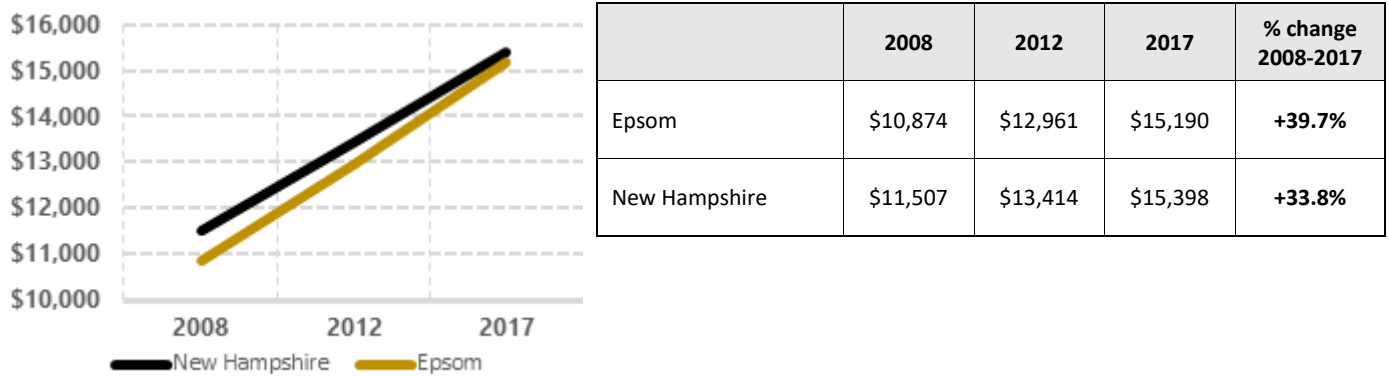 $16,000
$15,000
$14,000
$13,000
$12,000
$11,000
$10,000
2008 2012 2017
New Hampshire Epsom
2008 2012 2017 % change
2008-2017
Epsom $10,874 $12,961 $15,190 +39.7%
New Hampshire $11,507 $13,414 $15,398 +33.8%